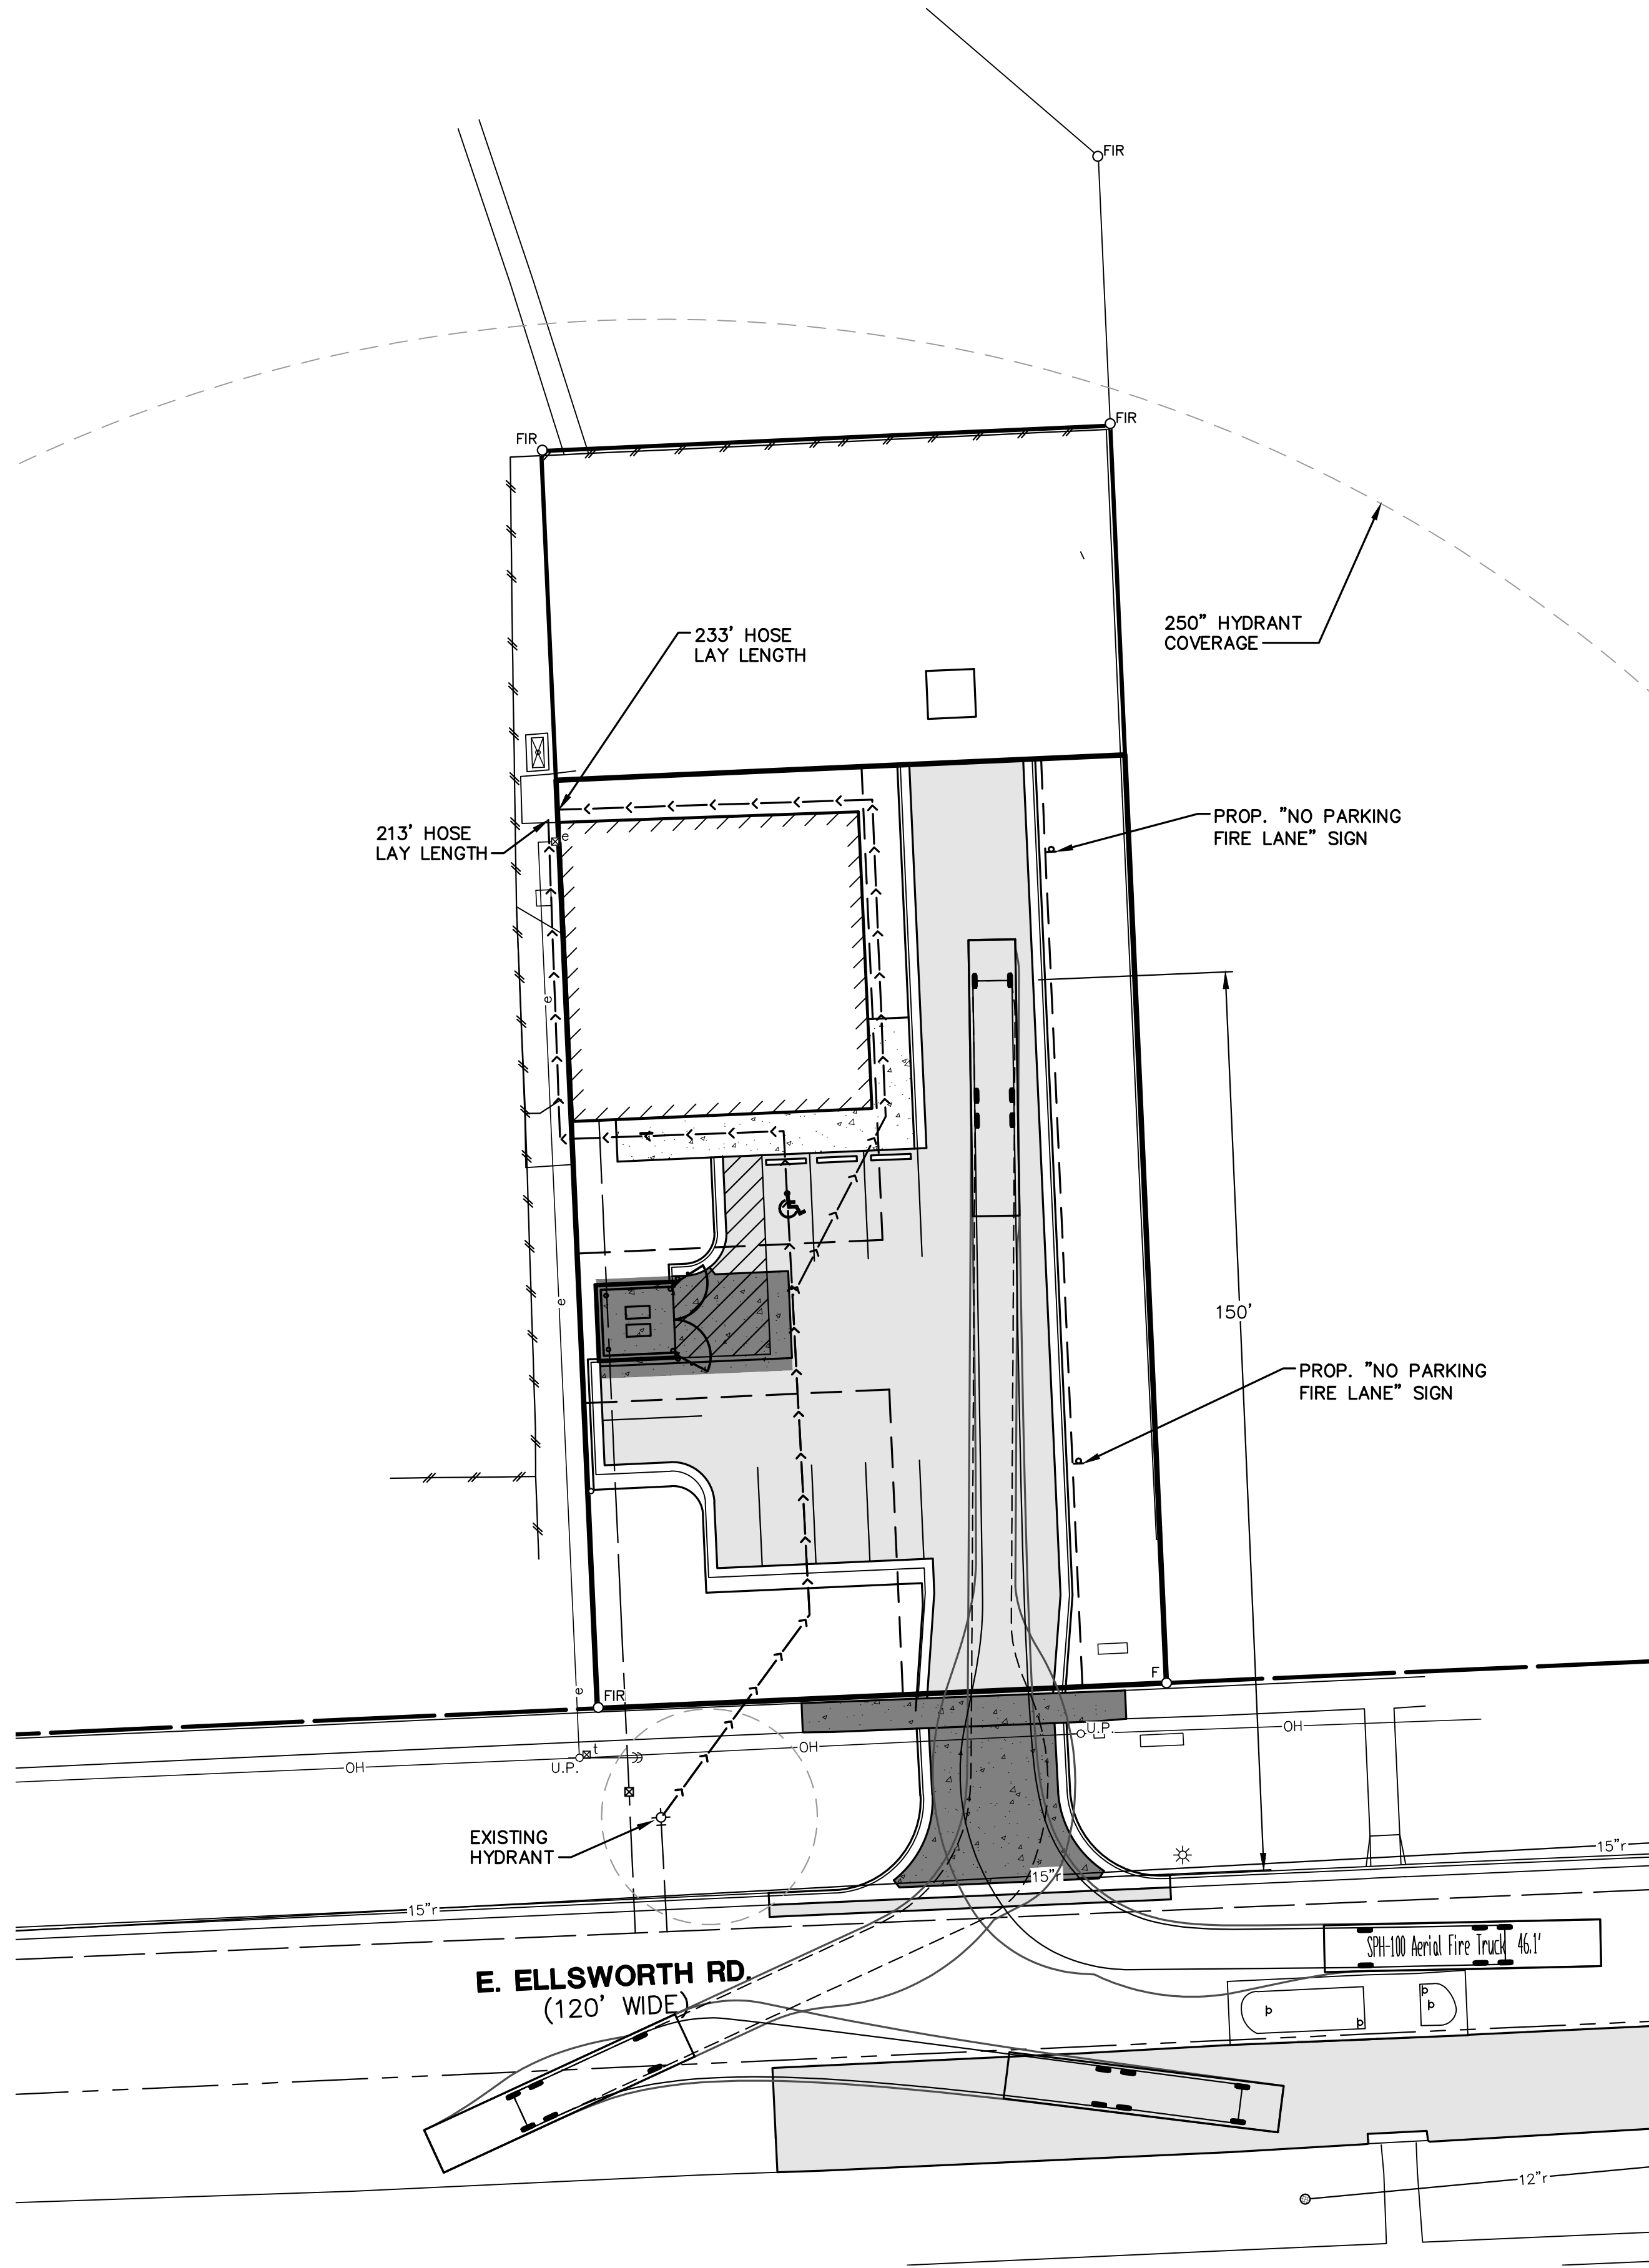 FIR
FIR
FIR
233' HOSE
LAY LENGTH
250" HYDRANT
COVERAGE
213' HOSE
LAY LENGTH
e
PROP. "NO PARKING
FIRE LANE" SIGN
e
e
150'
PROP. "NO PARKING
FIRE LANE" SIGN
F
e
FIR
U.P.
OH
t
OH
OH
U.P.
EXISTING
HYDRANT
15"r
15"r
15"r
SPH-100 Aerial Fire Truck 46.1'
E. ELLSWORTH RD.
(120' WIDE)
12"r